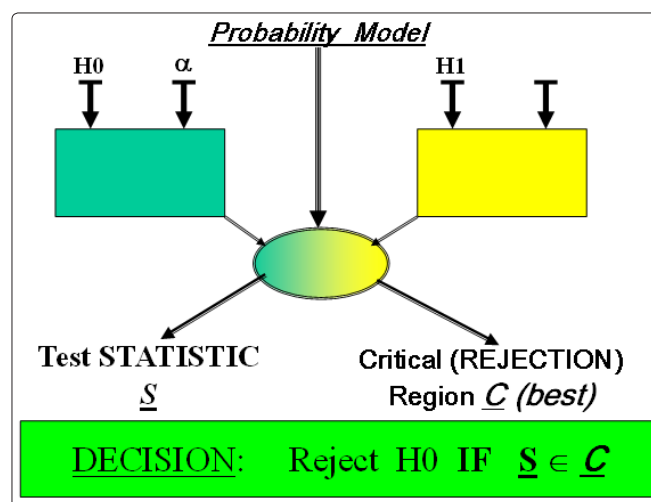 Probability Model
H0 α H1
Test STATISTIC
S
Critical (REJECTION)
Region C (best)
DECISION: Reject H0 IF S ∈ C